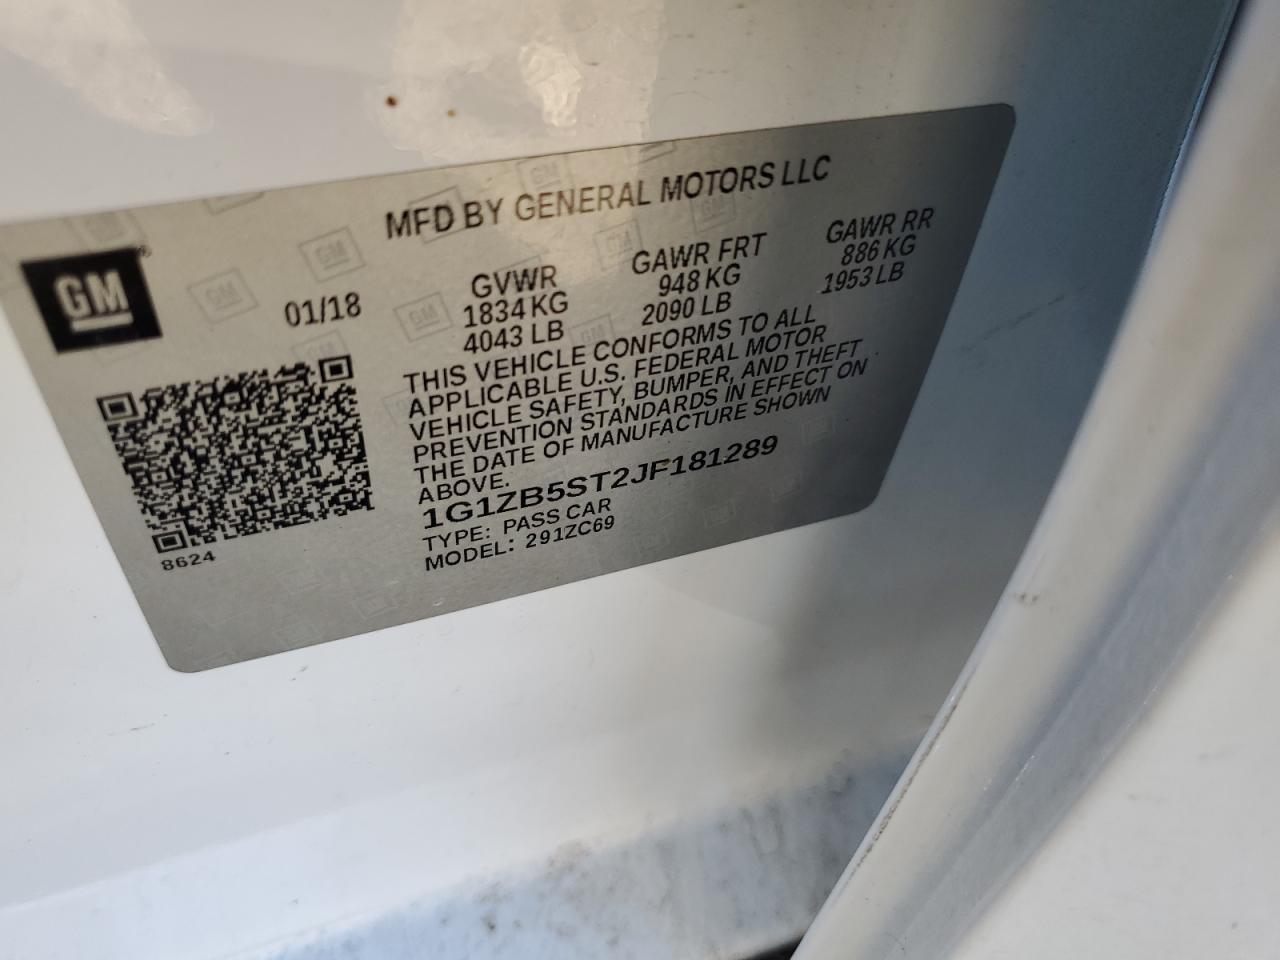 MFD BY GENERAL MOTORS LLC
GM®
01/18
GVWR
1834 KG
4043 LB
GAWR FRT
948 KG
2090 LB
GAWR RR
886 KG
1953 LB
THIS VEHICLE CONFORMS TO ALL
APPLICABLE U.S. FEDERAL MOTOR
VEHICLE SAFETY, BUMPER, AND THEFT
PREVENTION STANDARDS IN EFFECT ON
THE DATE OF MANUFACTURE SHOWN
ABOVE.
1G1ZB5ST2JF181289
TYPE: PASS CAR
MODEL: 291ZC69
8624